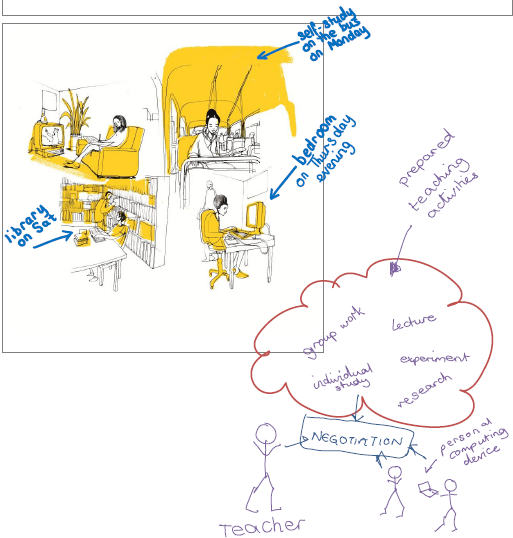 self-study
on the bus
on Monday
bedroom
on Thursday
evening
library
on Sat
prepared
teaching
activities
group work
Lecture
experiment
individual
study
research
NEGOTIATION
person at
computing
device
Teacher